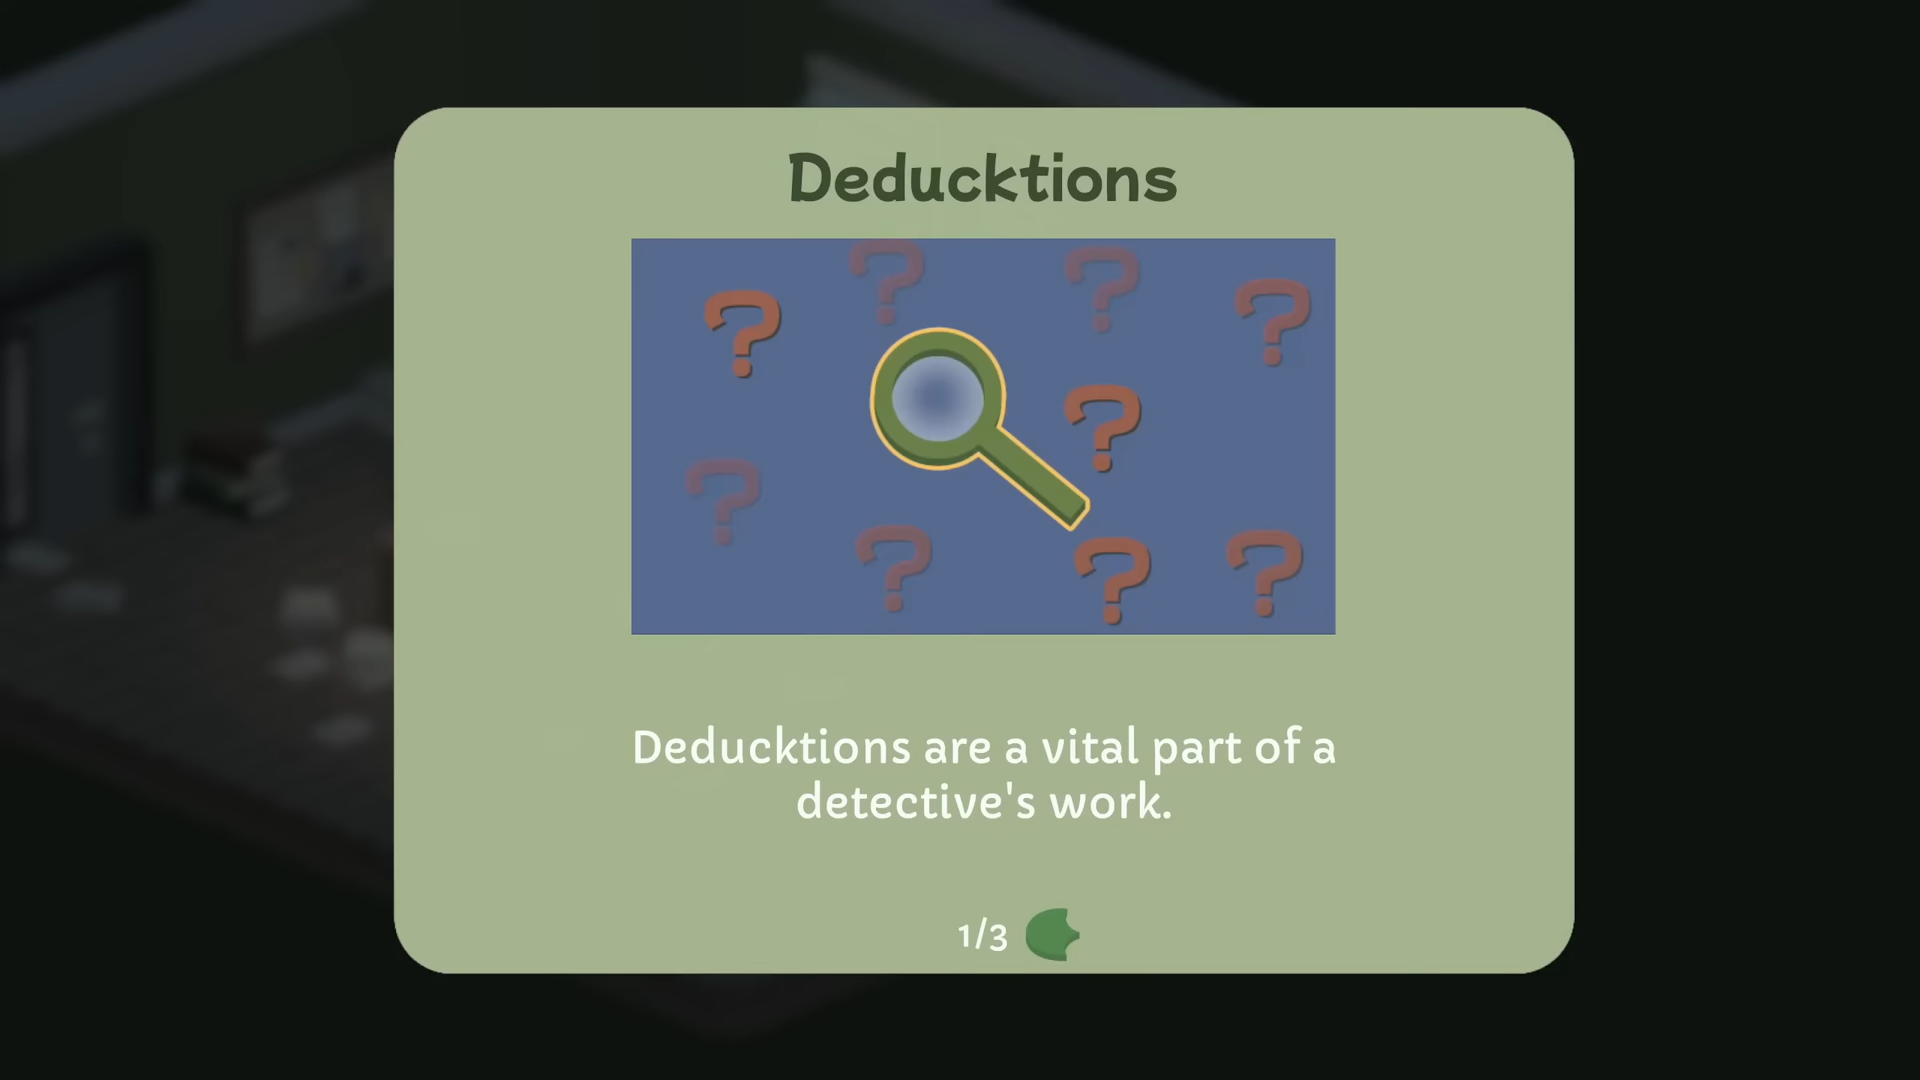 Deducktions
Deducktions are a vital part of a
detective's work.
1/3